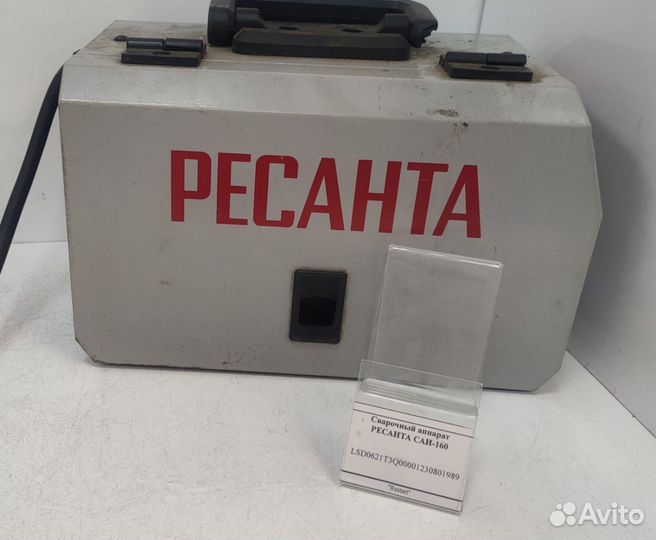 РЕСАНТА
Сварочный аппарат
РЕСАНТА САИ-160
LSD0621T3Q00001230801989
"Restart"
Avito